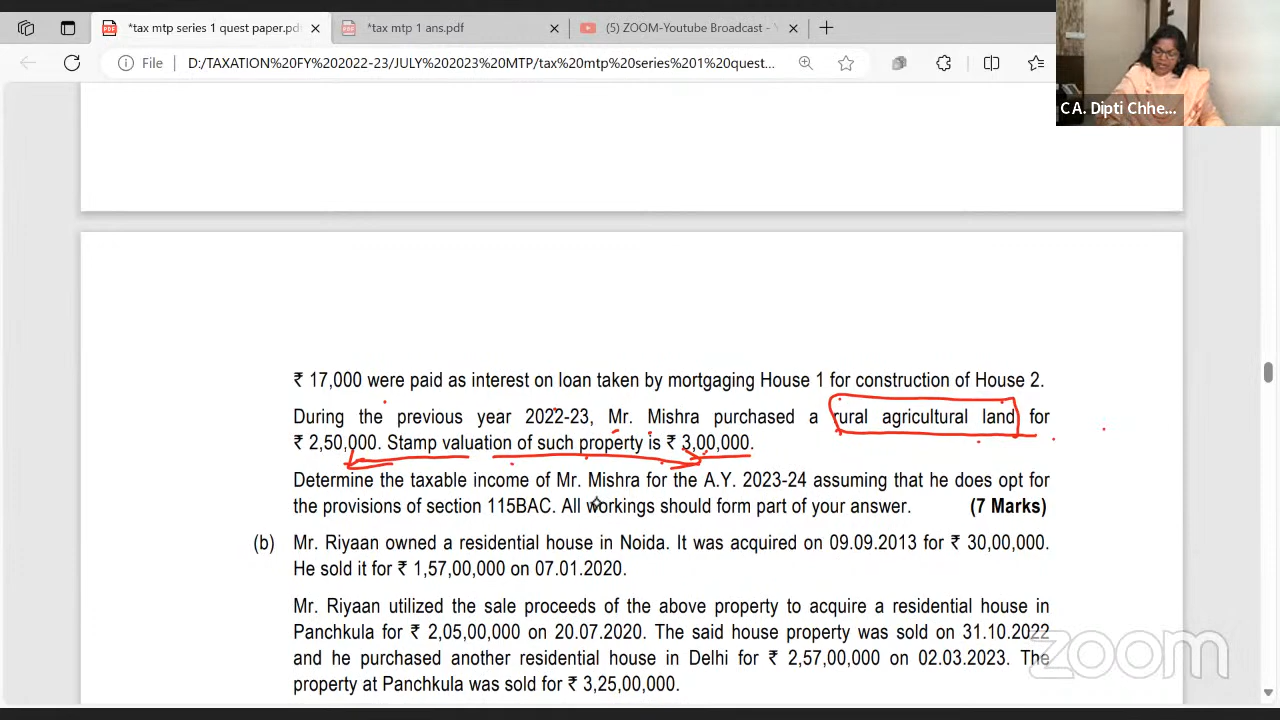 *tax mtp series 1 quest paper.pdf
*tax mtp 1 ans.pdf
(5) ZOOM-Youtube Broadcast - Y
File
D:/TAXATION%20FY%202022-23/JULY%202023%20MTP/tax%20mtp%20series%201%20quest...
CA. Dipti Chhe...
₹ 17,000 were paid as interest on loan taken by mortgaging House 1 for construction of House 2.
During the previous year 2022-23, Mr. Mishra purchased a rural agricultural land for
₹ 2,50,000. Stamp valuation of such property is ₹ 3,00,000.
Determine the taxable income of Mr. Mishra for the A.Y. 2023-24 assuming that he does opt for
the provisions of section 115BAC. All workings should form part of your answer. (7 Marks)
(b) Mr. Riyaan owned a residential house in Noida. It was acquired on 09.09.2013 for ₹ 30,00,000.
He sold it for ₹ 1,57,00,000 on 07.01.2020.
Mr. Riyaan utilized the sale proceeds of the above property to acquire a residential house in
Panchkula for ₹ 2,05,00,000 on 20.07.2020. The said house property was sold on 31.10.2022
and he purchased another residential house in Delhi for ₹ 2,57,00,000 on 02.03.2023. The
property at Panchkula was sold for ₹ 3,25,00,000.
zoom